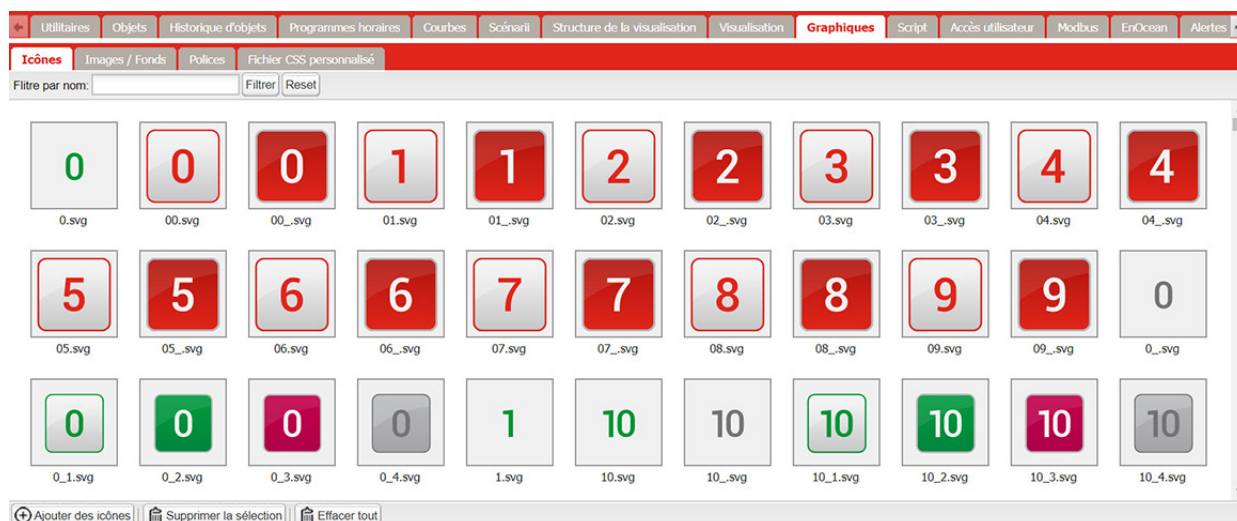 Utilitaires Objets Historique d'objets Programmes horaires Courbes Scénarii Structure de la visualisation Visualisation Graphiques Script Accès utilisateur Modbus EnOcean Alertes
Icônes Images / Fonds Polices Fichier CSS personnalisé
Flitre par nom: Filtrer Reset
0 0 0 1 1 2 2 3 3 4 4
0.svg 00.svg 00_.svg 01.svg 01_.svg 02.svg 02_.svg 03.svg 03_.svg 04.svg 04_.svg
5 5 6 6 7 7 8 8 9 9 0
05.svg 05_.svg 06.svg 06_.svg 07.svg 07_.svg 08.svg 08_.svg 09.svg 09_.svg 0_.svg
0 0 0 0 1 10 10 10 10 10 10
0_1.svg 0_2.svg 0_3.svg 0_4.svg 1.svg 10.svg 10_.svg 10_1.svg 10_2.svg 10_3.svg 10_4.svg
Ajouter des icônes Supprimer la sélection Effacer tout